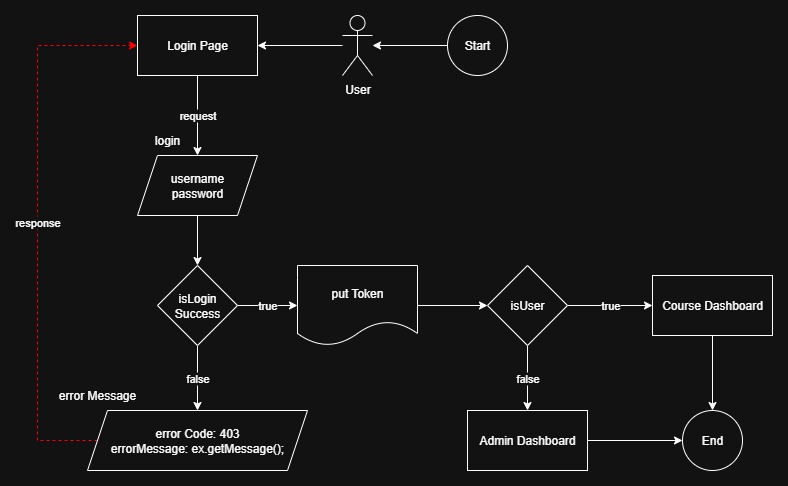 Login Page
Start
User
request
login
username
password
response
isLogin
Success
true
put Token
isUser
true
Course Dashboard
false
false
error Message
error Code: 403
errorMessage: ex.getMessage();
Admin Dashboard
End